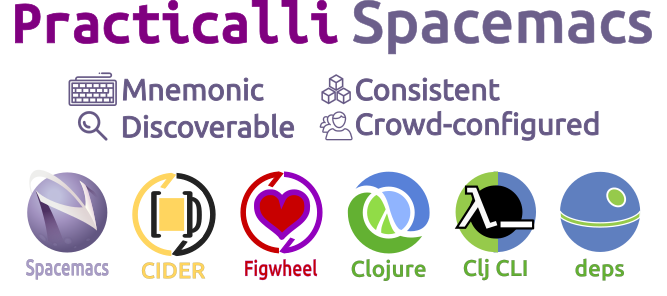 Practicalli Spacemacs
Mnemonic Consistent
Discoverable Crowd-configured
Spacemacs CIDER Figwheel Clojure Clj CLI deps